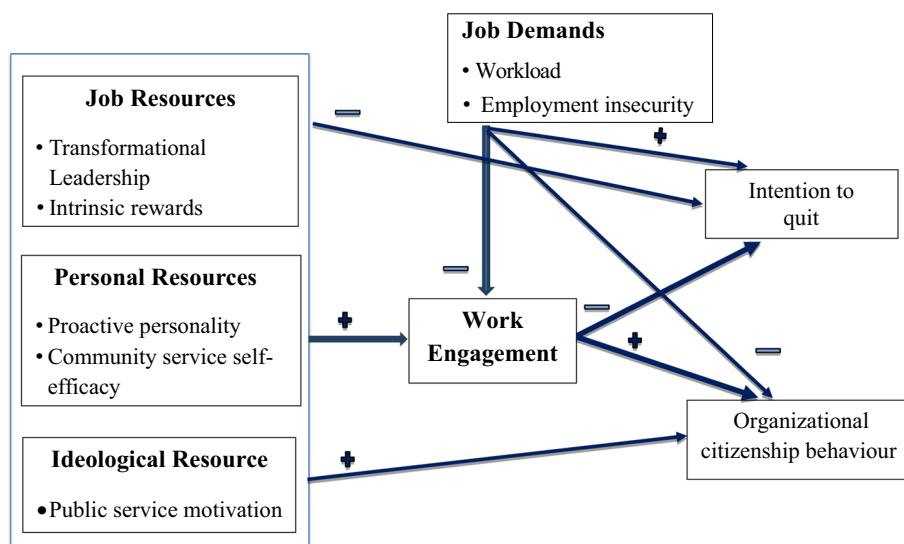 Job Demands
• Workload
• Employment insecurity
Job Resources
• Transformational
Leadership
• Intrinsic rewards
Personal Resources
• Proactive personality
• Community service self-
efficacy
Ideological Resource
• Public service motivation
Work
Engagement
Intention to
quit
Organizational
citizenship behaviour
−
+
−
+
−
+
−
+